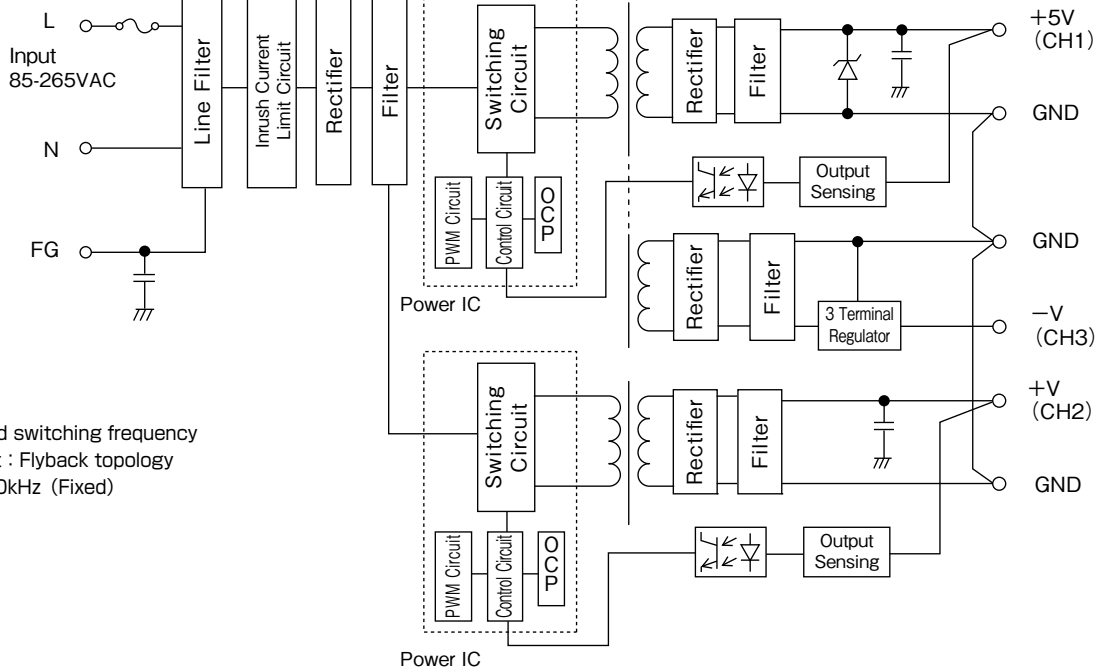 L
Input
85-265VAC
N
FG
Line Filter
Inrush Current
Limit Circuit
Rectifier
Filter
Switching
Circuit
PWM Circuit
Control Circuit
OCP
Power IC
Rectifier
Filter
Output
Sensing
+5V
(CH1)
GND
Rectifier
Filter
3 Terminal
Regulator
GND
−V
(CH3)
Switching
Circuit
PWM Circuit
Control Circuit
OCP
Power IC
Rectifier
Filter
Output
Sensing
+V
(CH2)
GND
switching frequency
: Flyback topology
kHz (Fixed)